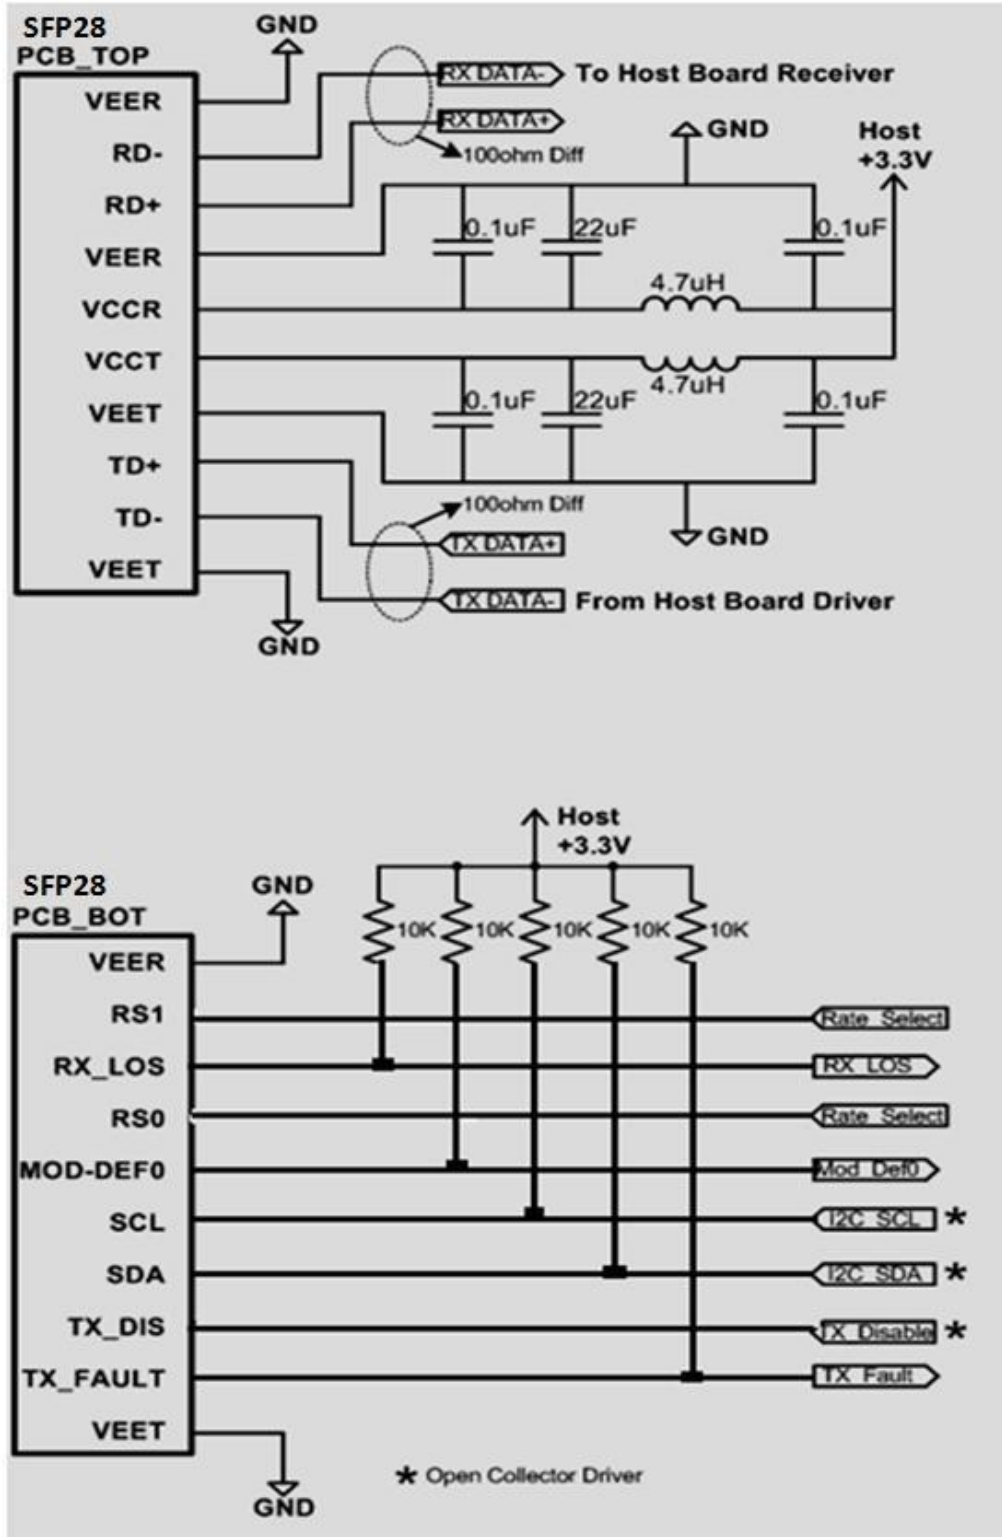 SFP28
PCB_TOP
GND
VEER
RD-
RD+
VEER
VCCR
VCCT
VEET
TD+
TD-
VEET
RX DATA- To Host Board Receiver
RX DATA+
100ohm Diff
GND
Host
+3.3V
0.1uF 22uF 0.1uF
4.7uH
4.7uH
0.1uF 22uF 0.1uF
100ohm Diff
TX DATA+
GND
TX DATA- From Host Board Driver
GND
Host
+3.3V
SFP28
PCB_BOT
GND
10K 10K 10K 10K 10K
VEER
RS1 Rate Select
RX_LOS RX LOS
RS0 Rate Select
MOD-DEF0 Mod Def0
SCL I2C SCL *
SDA I2C SDA *
TX_DIS TX Disable *
TX_FAULT TX Fault
VEET
GND
* Open Collector Driver